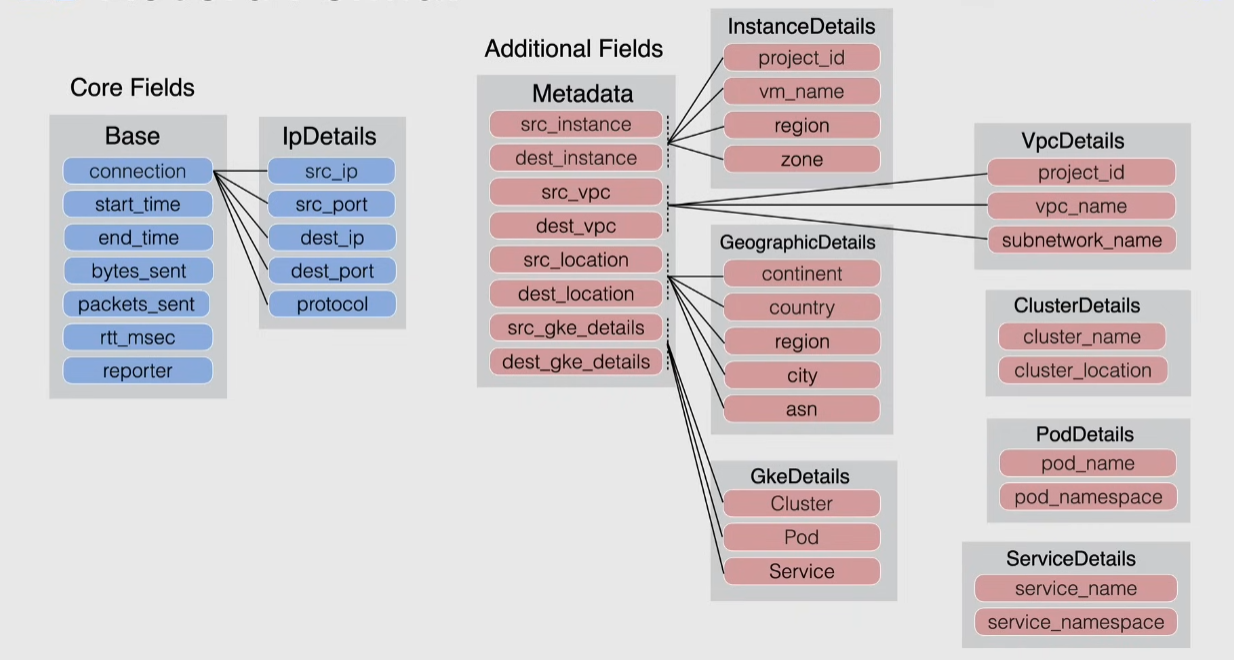 Core Fields
Base
connection
start_time
end_time
bytes_sent
packets_sent
rtt_msec
reporter
IpDetails
src_ip
src_port
dest_ip
dest_port
protocol
Additional Fields
Metadata
src_instance
dest_instance
src_vpc
dest_vpc
src_location
dest_location
src_gke_details
dest_gke_details
InstanceDetails
project_id
vm_name
region
zone
GeographicDetails
continent
country
region
city
asn
GkeDetails
Cluster
Pod
Service
VpcDetails
project_id
vpc_name
subnetwork_name
ClusterDetails
cluster_name
cluster_location
PodDetails
pod_name
pod_namespace
ServiceDetails
service_name
service_namespace